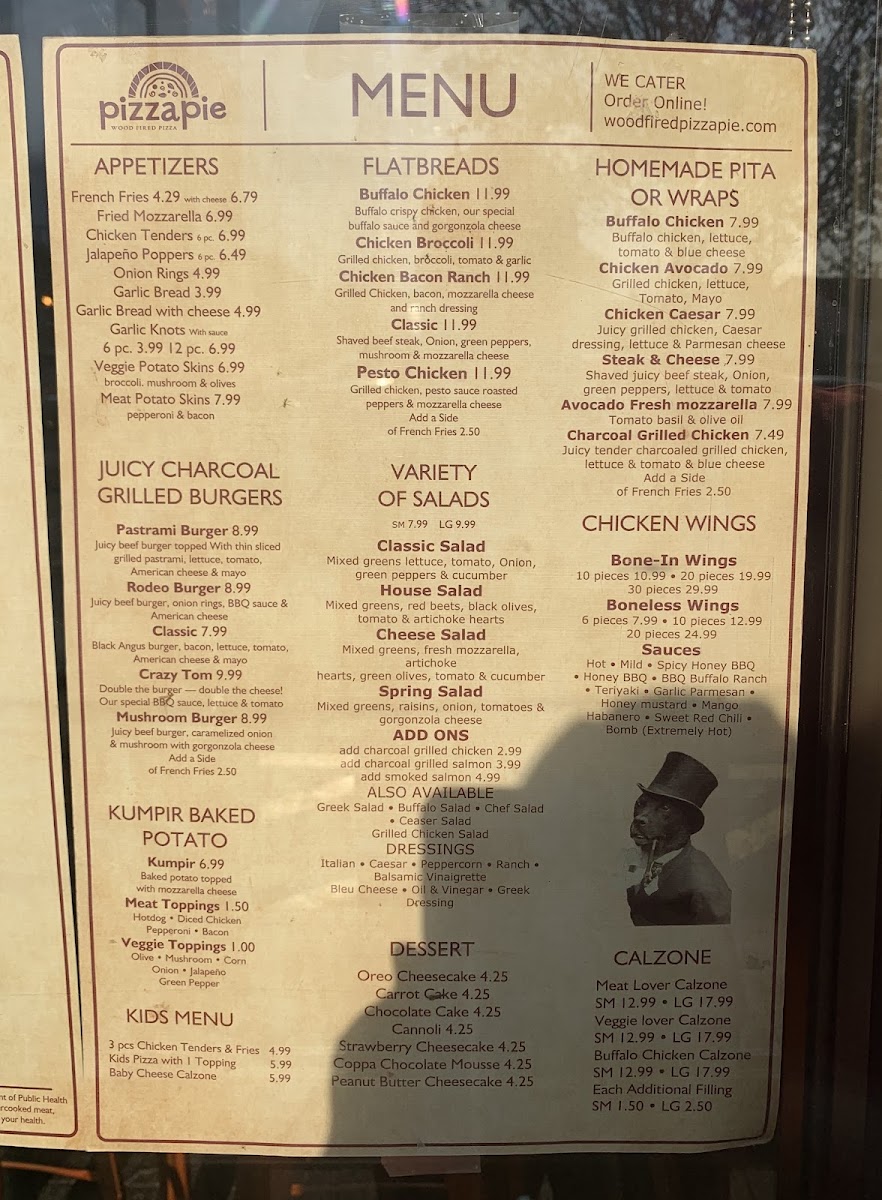 pizzapie
WOOD FIRED PIZZA
MENU
WE CATER
Order Online!
woodfiredpizzapie.com
APPETIZERS
French Fries 4.29 with cheese 6.79
Fried Mozzarella 6.99
Chicken Tenders 6 pc. 6.99
Jalapeño Poppers 6 pc. 6.49
Onion Rings 4.99
Garlic Bread 3.99
Garlic Bread with cheese 4.99
Garlic Knots With sauce
6 pc. 3.99 12 pc. 6.99
Veggie Potato Skins 6.99
broccoli. mushroom & olives
Meat Potato Skins 7.99
pepperoni & bacon
JUICY CHARCOAL
GRILLED BURGERS
Pastrami Burger 8.99
Juicy beef burger topped With thin sliced
grilled pastrami, lettuce, tomato,
American cheese & mayo
Rodeo Burger 8.99
Juicy beef burger, onion rings, BBQ sauce &
American cheese
Classic 7.99
Black Angus burger, bacon, lettuce, tomato,
American cheese & mayo
Crazy Tom 9.99
Double the burger — double the cheese!
Our special BBQ sauce, lettuce & tomato
Mushroom Burger 8.99
Juicy beef burger, caramelized onion
& mushroom with gorgonzola cheese
Add a Side
of French Fries 2.50
KUMPIR BAKED
POTATO
Kumpir 6.99
Baked potato topped
with mozzarella cheese
Meat Toppings 1.50
Hotdog • Diced Chicken
Pepperoni • Bacon
Veggie Toppings 1.00
Olive • Mushroom • Corn
Onion • Jalapeño
Green Pepper
KIDS MENU
3 pcs Chicken Tenders & Fries 4.99
Kids Pizza with 1 Topping 5.99
Baby Cheese Calzone 5.99
FLATBREADS
Buffalo Chicken 11.99
Buffalo crispy chicken, our special
buffalo sauce and gorgonzola cheese
Chicken Broccoli 11.99
Grilled chicken, broccoli, tomato & garlic
Chicken Bacon Ranch 11.99
Grilled Chicken, bacon, mozzarella cheese
and ranch dressing
Classic 11.99
Shaved beef steak, Onion, green peppers,
mushroom & mozzarella cheese
Pesto Chicken 11.99
Grilled chicken, pesto sauce roasted
peppers & mozzarella cheese
Add a Side
of French Fries 2.50
VARIETY
OF SALADS
SM 7.99 LG 9.99
Classic Salad
Mixed greens lettuce, tomato, Onion,
green peppers & cucumber
House Salad
Mixed greens, red beets, black olives,
tomato & artichoke hearts
Cheese Salad
Mixed greens, fresh mozzarella,
artichoke
hearts, green olives, tomato & cucumber
Spring Salad
Mixed greens, raisins, onion, tomatoes &
gorgonzola cheese
ADD ONS
add charcoal grilled chicken 2.99
add charcoal grilled salmon 3.99
add smoked salmon 4.99
ALSO AVAILABLE
Greek Salad • Buffalo Salad • Chef Salad
• Ceaser Salad
Grilled Chicken Salad
DRESSINGS
Italian • Caesar • Peppercorn • Ranch •
Balsamic Vinaigrette
Bleu Cheese • Oil & Vinegar • Greek
Dressing
DESSERT
Oreo Cheesecake 4.25
Carrot Cake 4.25
Chocolate Cake 4.25
Cannoli 4.25
Strawberry Cheesecake 4.25
Coppa Chocolate Mousse 4.25
Peanut Butter Cheesecake 4.25
HOMEMADE PITA
OR WRAPS
Buffalo Chicken 7.99
Buffalo chicken, lettuce,
tomato & blue cheese
Chicken Avocado 7.99
Grilled chicken, lettuce,
Tomato, Mayo
Chicken Caesar 7.99
Juicy grilled chicken, Caesar
dressing, lettuce & Parmesan cheese
Steak & Cheese 7.99
Shaved juicy beef steak, Onion,
green peppers, lettuce & tomato
Avocado Fresh mozzarella 7.99
Tomato basil & olive oil
Charcoal Grilled Chicken 7.49
Juicy tender charcoaled grilled chicken,
lettuce & tomato & blue cheese
Add a Side
of French Fries 2.50
CHICKEN WINGS
Bone-In Wings
10 pieces 10.99 • 20 pieces 19.99
30 pieces 29.99
Boneless Wings
6 pieces 7.99 • 10 pieces 12.99
20 pieces 24.99
Sauces
Hot • Mild • Spicy Honey BBQ
• Honey BBQ • BBQ Buffalo Ranch
• Teriyaki • Garlic Parmesan •
Honey mustard • Mango
Habanero • Sweet Red Chili •
Bomb (Extremely Hot)
CALZONE
Meat Lover Calzone
SM 12.99 • LG 17.99
Veggie lover Calzone
SM 12.99 • LG 17.99
Buffalo Chicken Calzone
SM 12.99 • LG 17.99
Each Additional Filling
SM 1.50 • LG 2.50
nt of Public Health
rcooked meat,
your health.